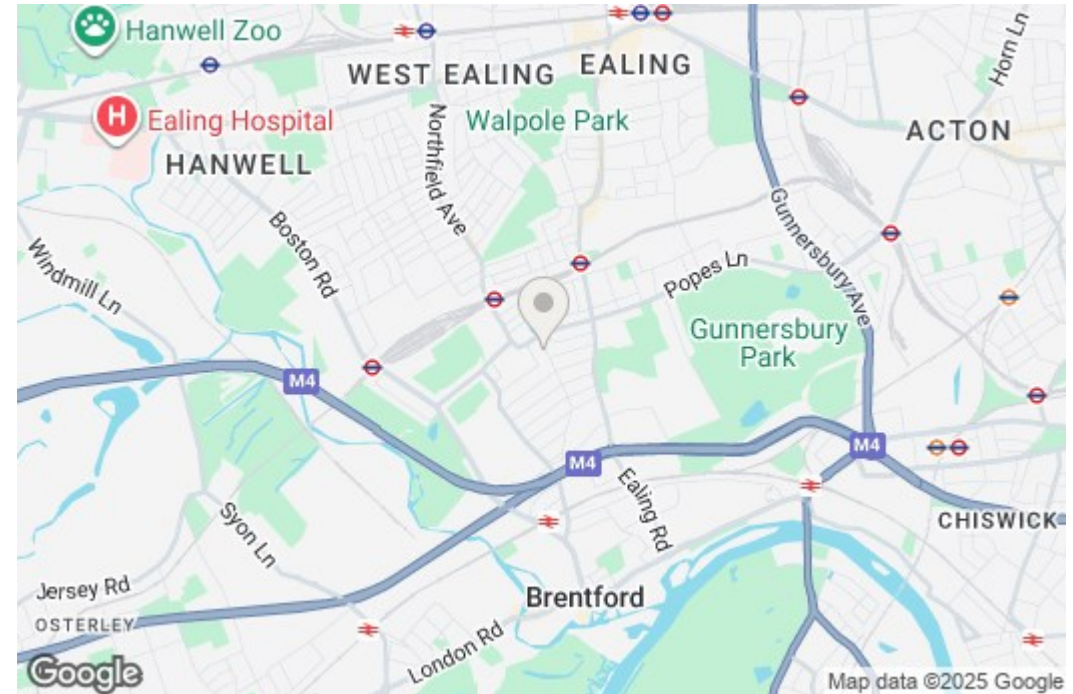 Hanwell Zoo
WEST EALING
EALING
Horn Ln
Ealing Hospital
Northfield Ave
Walpole Park
ACTON
HANWELL
Boston Rd
Gunnersbury Ave
Windmill Ln
Popes Ln
Gunnersbury
Park
M4
M4
M4
Ealing Rd
Syon Ln
CHISWICK
Jersey Rd
Brentford
OSTERLEY
London Rd
Google
Map data ©2025 Google
H